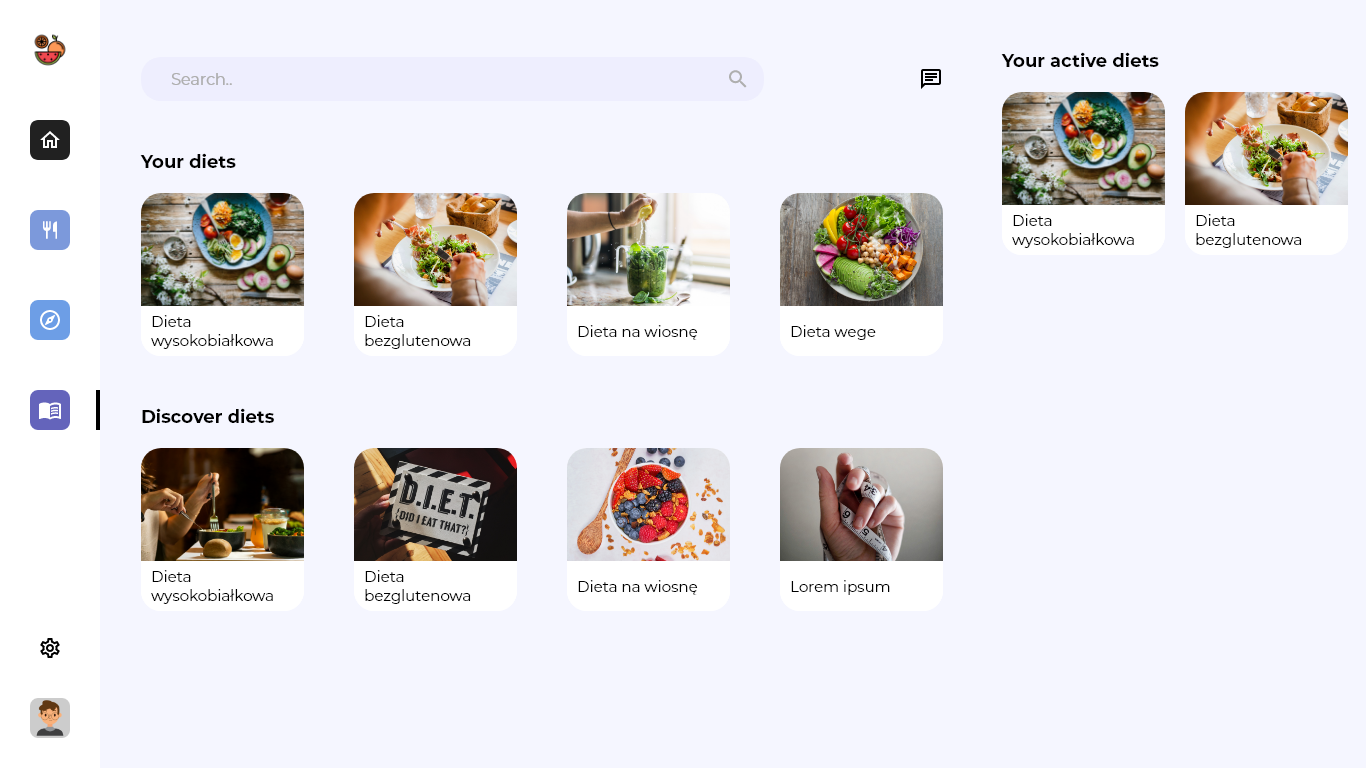 Search..
Your diets
Dieta
wysokobiałkowa
Dieta
bezglutenowa
Dieta na wiosnę
Dieta wege
Discover diets
D.I.E.T.
DID I EAT THAT?
Dieta
wysokobiałkowa
Dieta
bezglutenowa
Dieta na wiosnę
Lorem ipsum
Your active diets
Dieta
wysokobiałkowa
Dieta
bezglutenowa